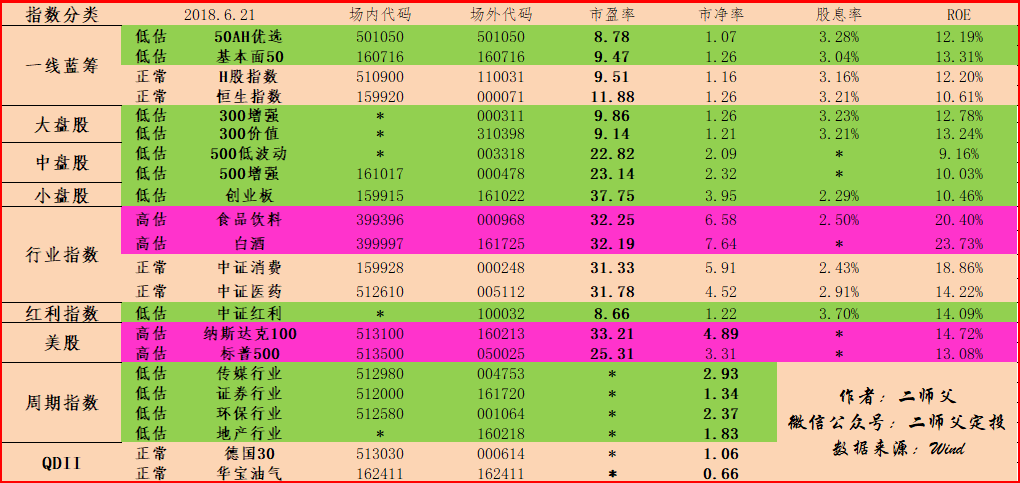 指数分类 2018.6.21 场内代码 场外代码 市盈率 市净率 股息率 ROE
一线蓝筹
低估 50AH优选 501050 501050 8.78 1.07 3.28% 12.19%
低估 基本面50 160716 160716 9.47 1.26 3.04% 13.31%
正常 H股指数 510900 110031 9.51 1.16 3.16% 12.20%
正常 恒生指数 159920 000071 11.88 1.26 3.21% 10.61%
大盘股
低估 300增强 * 000311 9.86 1.26 3.23% 12.78%
低估 300价值 * 310398 9.14 1.21 3.21% 13.24%
中盘股
低估 500低波动 * 003318 22.82 2.09 * 9.16%
低估 500增强 161017 000478 23.14 2.32 * 10.03%
小盘股 低估 创业板 159915 161022 37.75 3.95 2.29% 10.46%
行业指数
高估 食品饮料 399396 000968 32.25 6.58 2.50% 20.40%
高估 白酒 399997 161725 32.19 7.64 * 23.73%
正常 中证消费 159928 000248 31.33 5.91 2.43% 18.86%
正常 中证医药 512610 005112 31.78 4.52 2.91% 14.22%
红利指数 低估 中证红利 * 100032 8.66 1.22 3.70% 14.09%
美股
高估 纳斯达克100 513100 160213 33.21 4.89 * 14.72%
高估 标普500 513500 050025 25.31 3.31 * 13.08%
周期指数
低估 传媒行业 512980 004753 * 2.93
低估 证券行业 512000 161720 * 1.34
低估 环保行业 512580 001064 * 2.37
低估 地产行业 * 160218 * 1.83
QDII
正常 德国30 513030 000614 * 1.06
正常 华宝油气 162411 162411 * 0.66
作者：二师父
微信公众号：二师父定投
数据来源：Wind